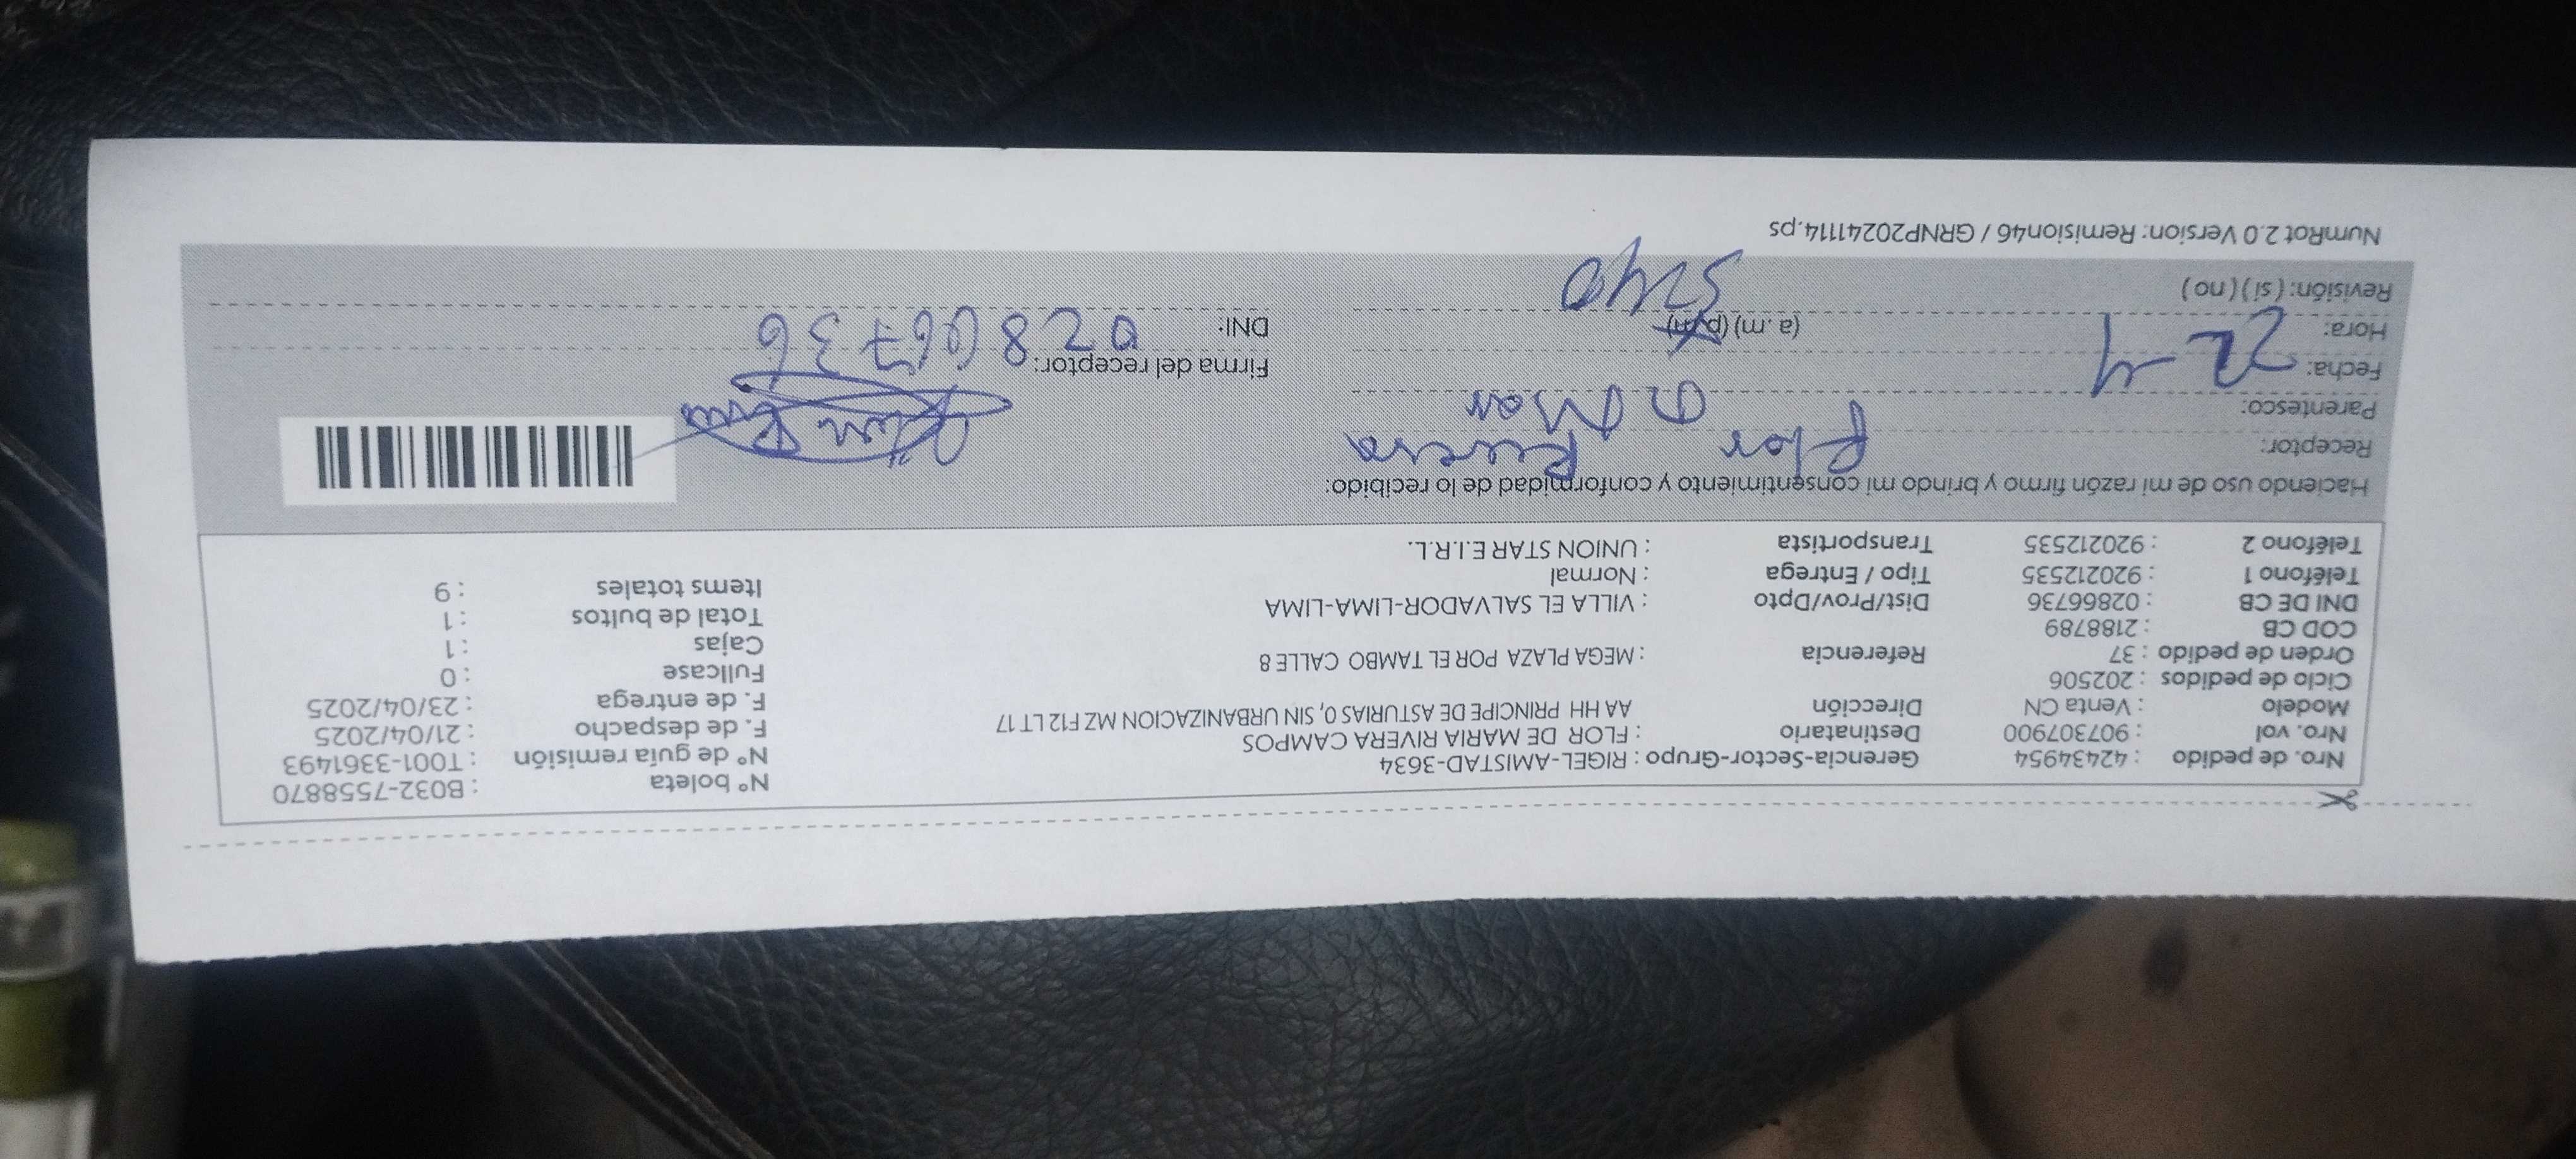 Nro. de pedido : 42434954 Gerencia-Sector-Grupo : RIGEL-AMISTAD-3634 N° boleta : B032-7558870
Nro. vol : 907307900 Destinatario : FLOR DE MARIA RIVERA CAMPOS N° de guía remisión : T001-3361493
Modelo : Venta CN Dirección AA HH PRINCIPE DE ASTURIAS 0, SIN URBANIZACION MZ F12 LT 17 F. de despacho : 21/04/2025
Ciclo de pedidos : 202506 F. de entrega : 23/04/2025
Orden de pedido : 37 Referencia : MEGA PLAZA POR EL TAMBO CALLE 8 Fullcase : 0
COD CB : 2188789 Cajas : 1
DNI DE CB : 02866736 Dist/Prov/Dpto : VILLA EL SALVADOR-LIMA-LIMA Total de bultos : 1
Teléfono 1 : 920212535 Tipo / Entrega : Normal Items totales : 9
Teléfono 2 : 920212535 Transportista : UNION STAR E.I.R.L.
Haciendo uso de mi razón firmo y brindo mi consentimiento y conformidad de lo recibido:
Receptor: Flor Rivera
Parentesco:
Fecha: 22-4 Firma del receptor:
Hora: (a. m) (p. m) DNI: 02866736
Revisión: ( si ) ( no )
NumRot 2.0 Version: Remision46 / GRNP20241114.ps